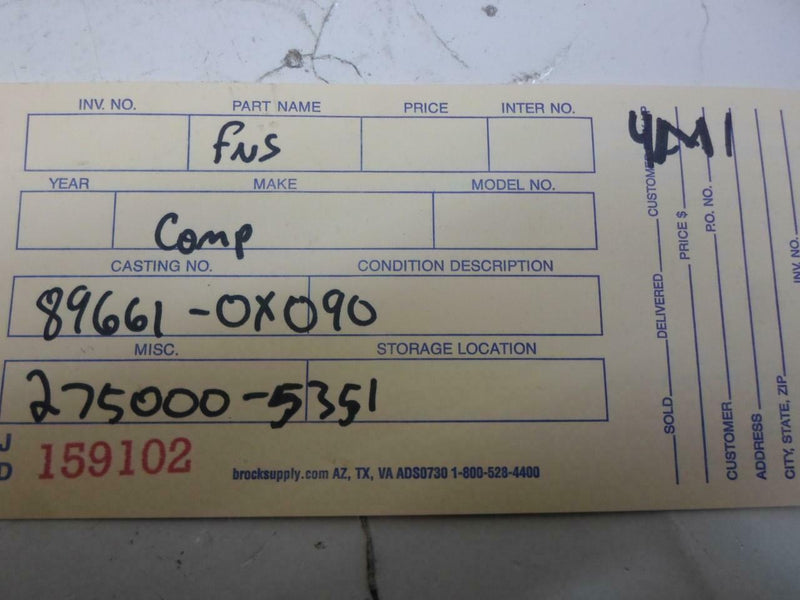 INV. NO. PART NAME PRICE INTER NO.
FNS
YEAR MAKE MODEL NO.
Comp
CASTING NO. CONDITION DESCRIPTION
89661-0X090
MISC. STORAGE LOCATION
275000-5351
J
D
159102
brocksupply.com AZ, TX, VA ADS0730 1-800-528-4400
SOLD DELIVERED CUSTOMER
PRICE $
P.O. NO.
CUSTOMER
ADDRESS
CITY, STATE, ZIP
INV. NO.